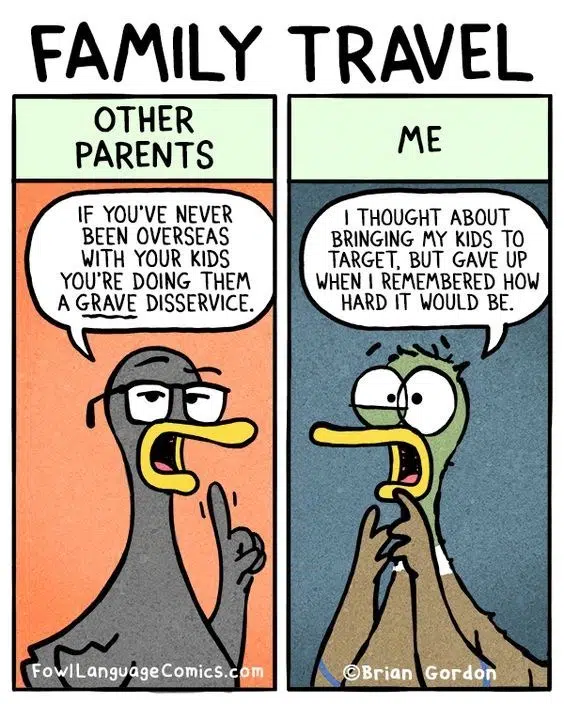 FAMILY TRAVEL
OTHER
PARENTS
IF YOU'VE NEVER
BEEN OVERSEAS
WITH YOUR KIDS
YOU'RE DOING THEM
A GRAVE DISSERVICE.
ME
I THOUGHT ABOUT
BRINGING MY KIDS TO
TARGET, BUT GAVE UP
WHEN I REMEMBERED HOW
HARD IT WOULD BE.
FowlLanguageComics.com
©Brian Gordon